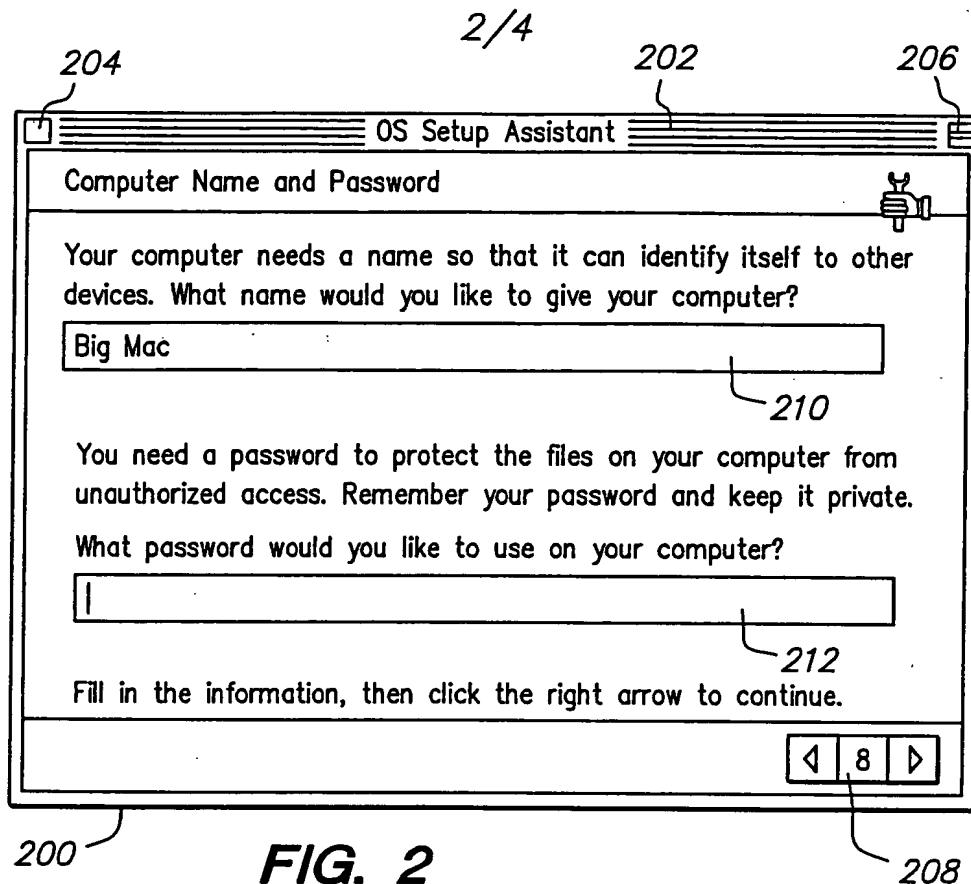 2/4
204 202 206
OS Setup Assistant
Computer Name and Password
Your computer needs a name so that it can identify itself to other
devices. What name would you like to give your computer?
Big Mac
210
You need a password to protect the files on your computer from
unauthorized access. Remember your password and keep it private.
What password would you like to use on your computer?
212
Fill in the information, then click the right arrow to continue.
8
200 FIG. 2 208